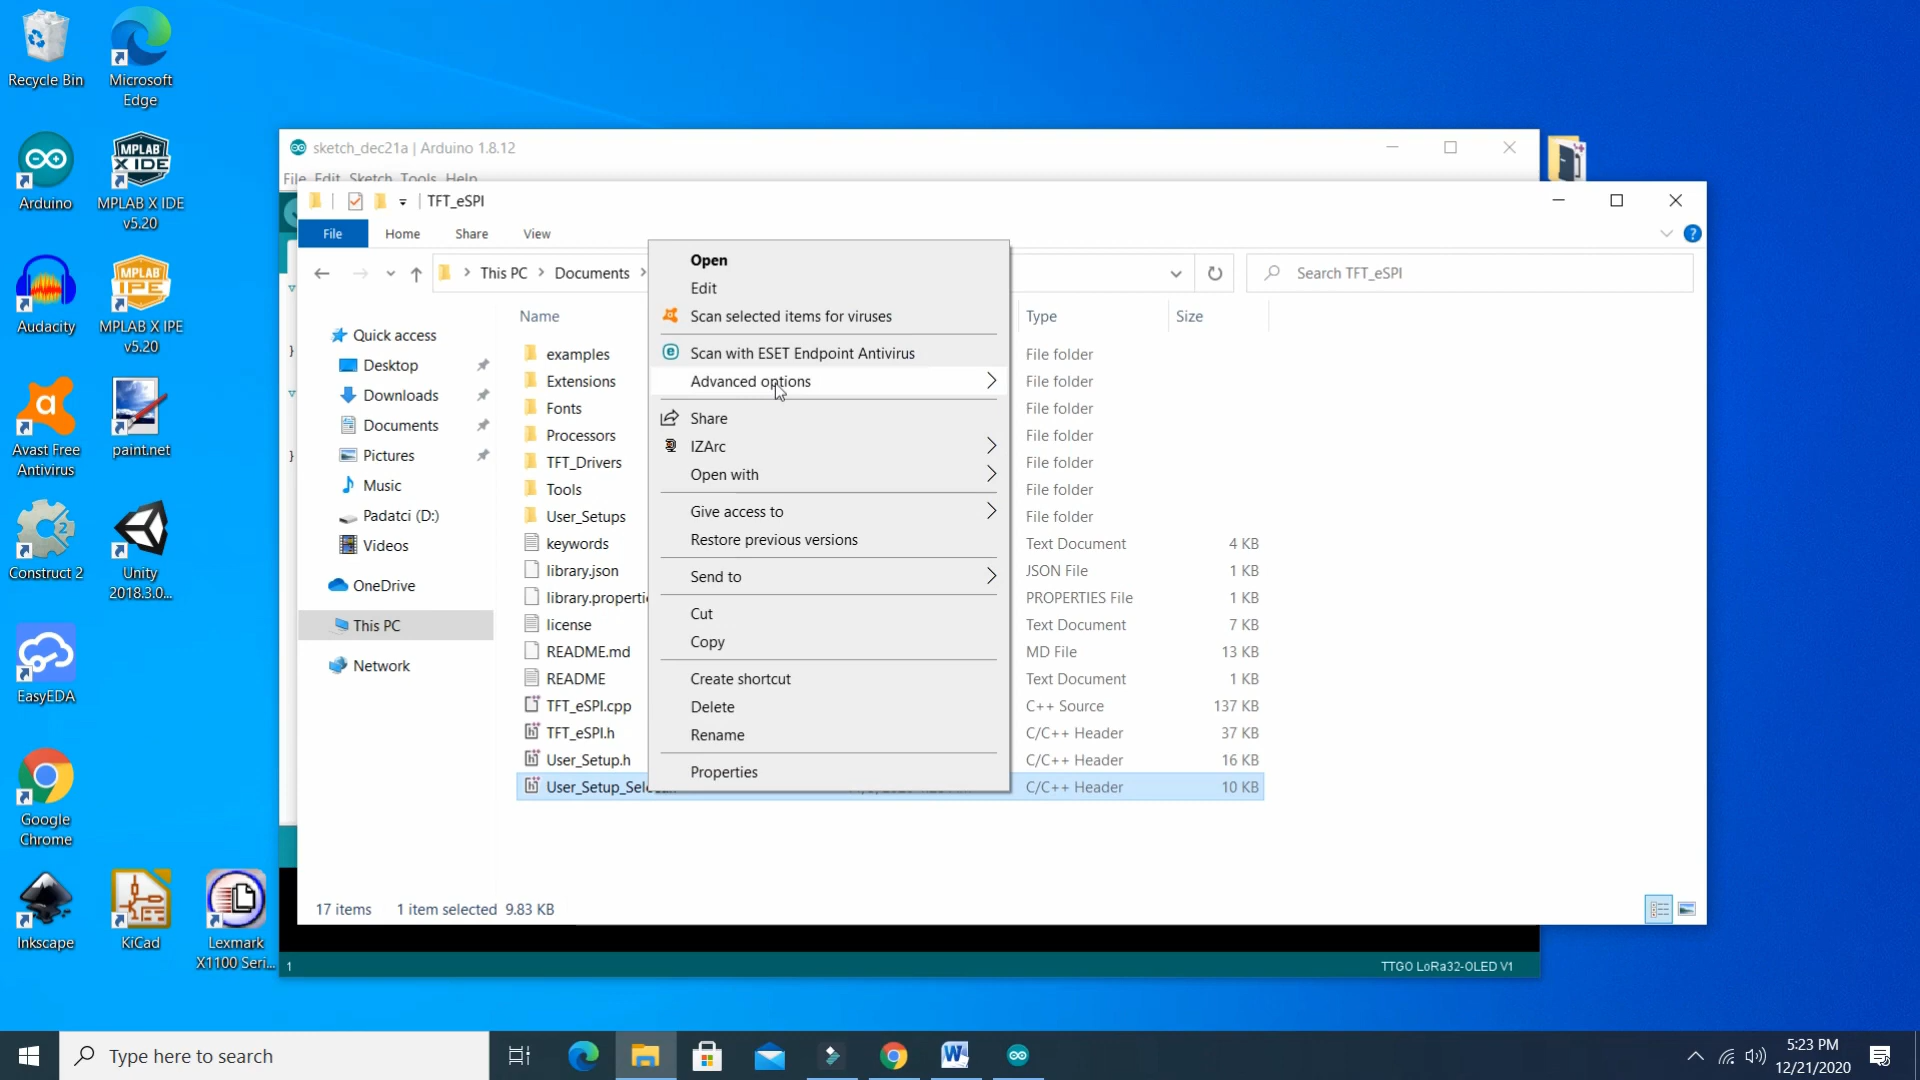 Recycle Bin
Microsoft
Edge
Arduino
MPLAB X IDE
v5.20
Audacity
MPLAB X IPE
v5.20
Avast Free
Antivirus
paint.net
Construct 2
Unity
2018.3.0...
EasyEDA
Google
Chrome
Inkscape
KiCad
Lexmark
X1100 Seri...
sketch_dec21a | Arduino 1.8.12
File Edit Sketch Tools Help
TFT_eSPI
File Home Share View
This PC > Documents >
Search TFT_eSPI
Quick access
Desktop
Downloads
Documents
Pictures
Music
Padatci (D:)
Videos
OneDrive
This PC
Network
Name Type Size
examples File folder
Extensions File folder
Fonts File folder
Processors File folder
TFT_Drivers File folder
Tools File folder
User_Setups File folder
keywords Text Document 4 KB
library.json JSON File 1 KB
library.properti PROPERTIES File 1 KB
license Text Document 7 KB
README.md MD File 13 KB
README Text Document 1 KB
TFT_eSPI.cpp C++ Source 137 KB
TFT_eSPI.h C/C++ Header 37 KB
User_Setup.h C/C++ Header 16 KB
User_Setup_Sele C/C++ Header 10 KB
Open
Edit
Scan selected items for viruses
Scan with ESET Endpoint Antivirus
Advanced options
Share
IZArc
Open with
Give access to
Restore previous versions
Send to
Cut
Copy
Create shortcut
Delete
Rename
Properties
17 items 1 item selected 9.83 KB
1
TTGO LoRa32-OLED V1
Type here to search
5:23 PM
12/21/2020